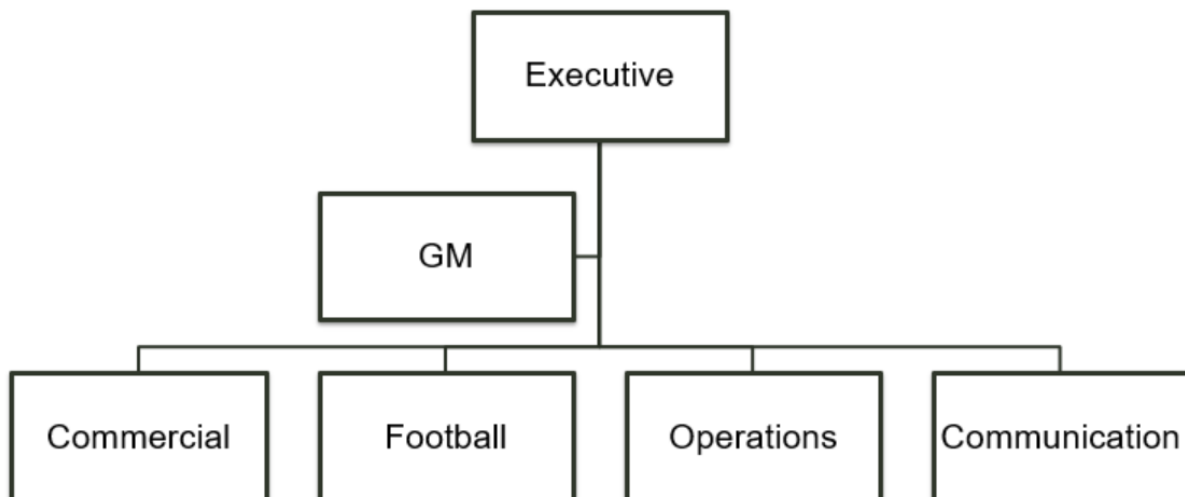 Executive
GM
Commercial
Football
Operations
Communication